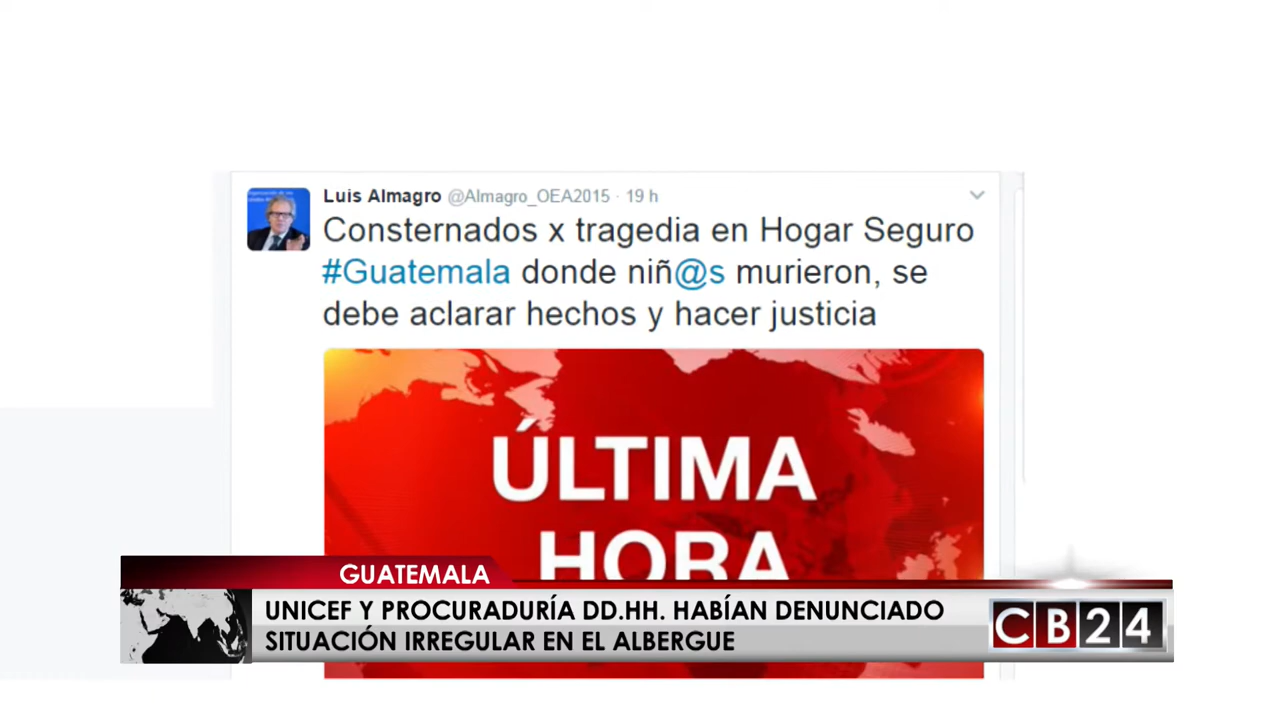 Luis Almagro @Almagro_OEA2015 · 19 h
Consternados x tragedia en Hogar Seguro
#Guatemala donde niñ@s murieron, se
debe aclarar hechos y hacer justicia
ÚLTIMA
HORA
GUATEMALA
UNICEF Y PROCURADURÍA DD.HH. HABÍAN DENUNCIADO
SITUACIÓN IRREGULAR EN EL ALBERGUE
CB24